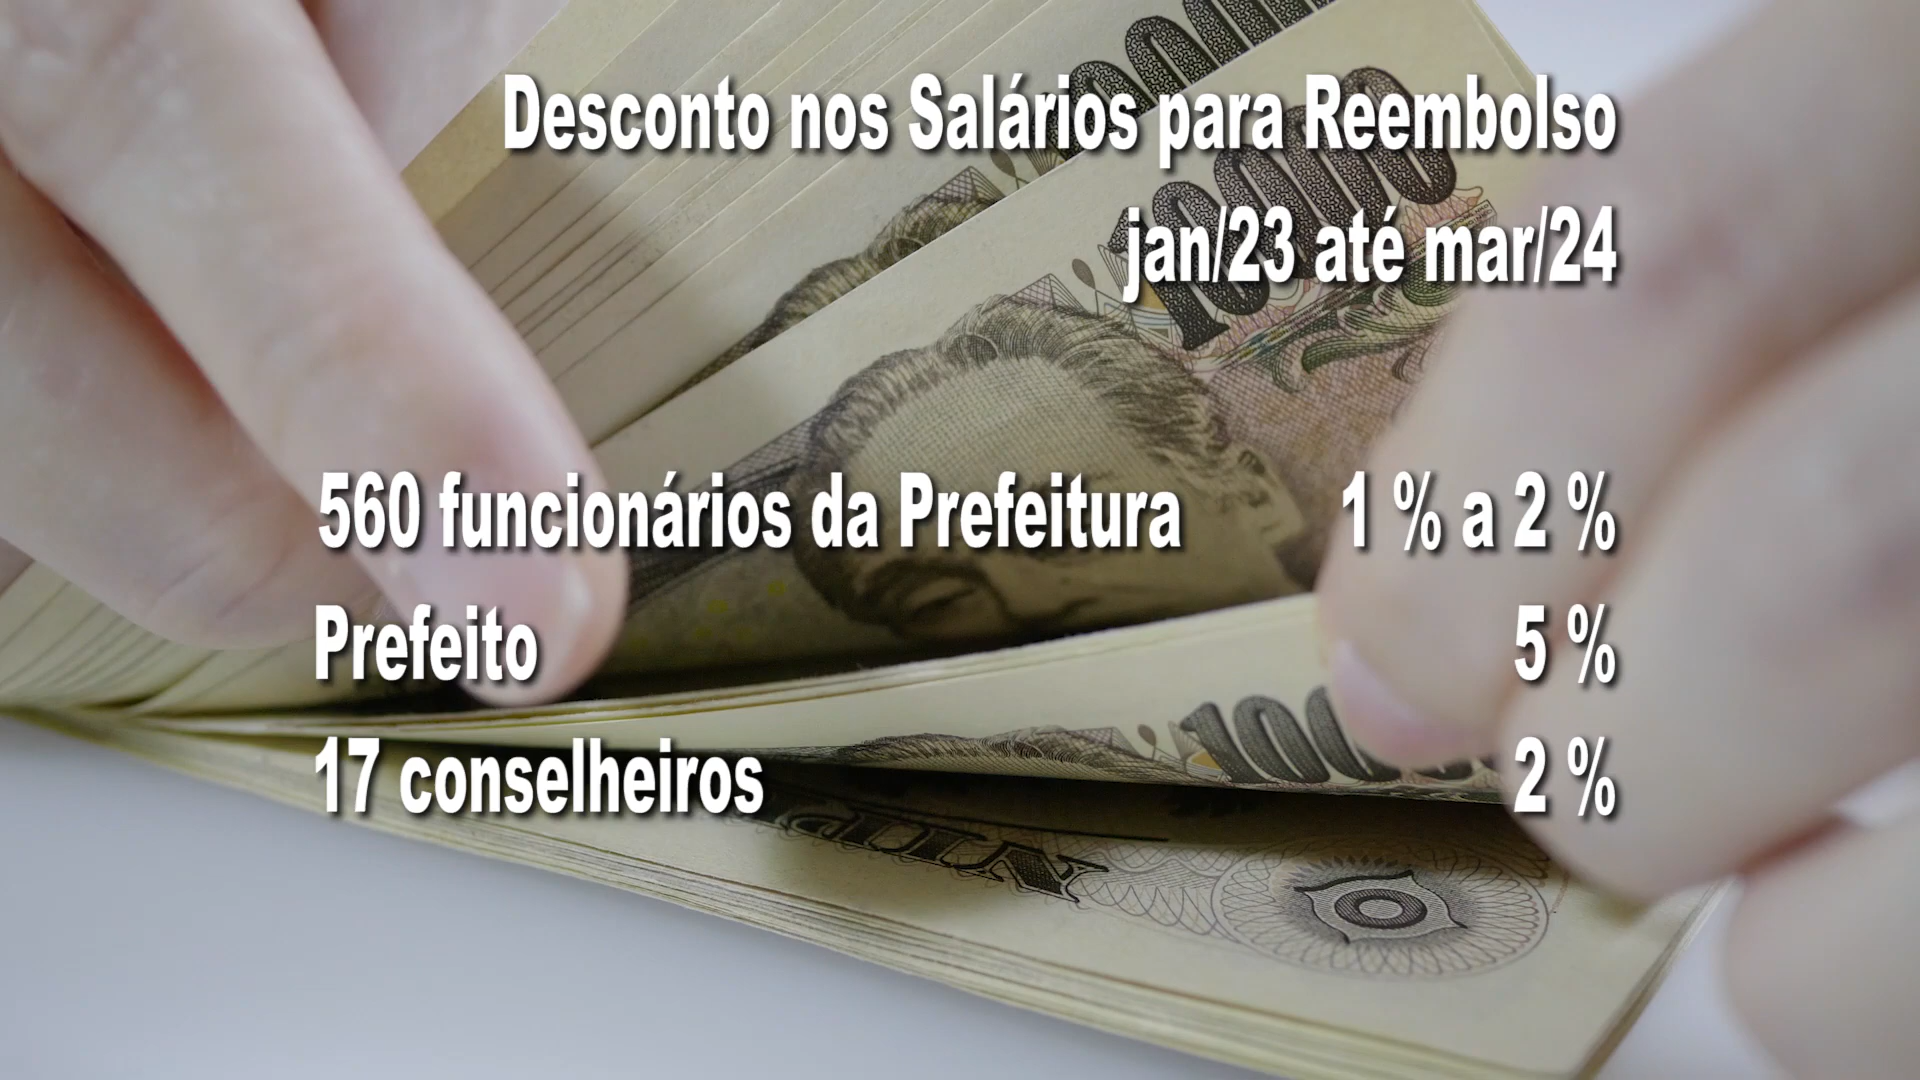 Desconto nos Salários para Reembolso
jan/23 até mar/24
560 funcionários da Prefeitura 1 % a 2 %
Prefeito 5 %
17 conselheiros 2 %
10000